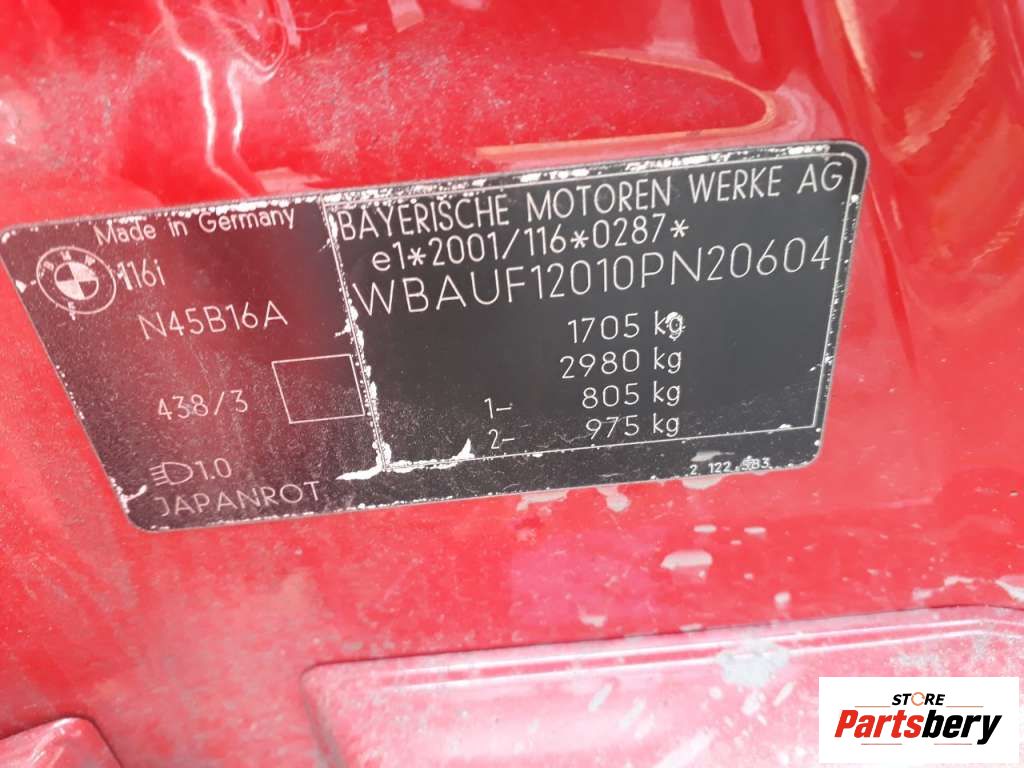 Made in Germany
BMW
116i
N45B16A
438/3
1.0
JAPANROT
BAYERISCHE MOTOREN WERKE AG
e1*2001/116*0287*
WBAUF12010PN20604
1705 kg
2980 kg
1– 805 kg
2– 975 kg
2 122 583
STORE
Partsbery